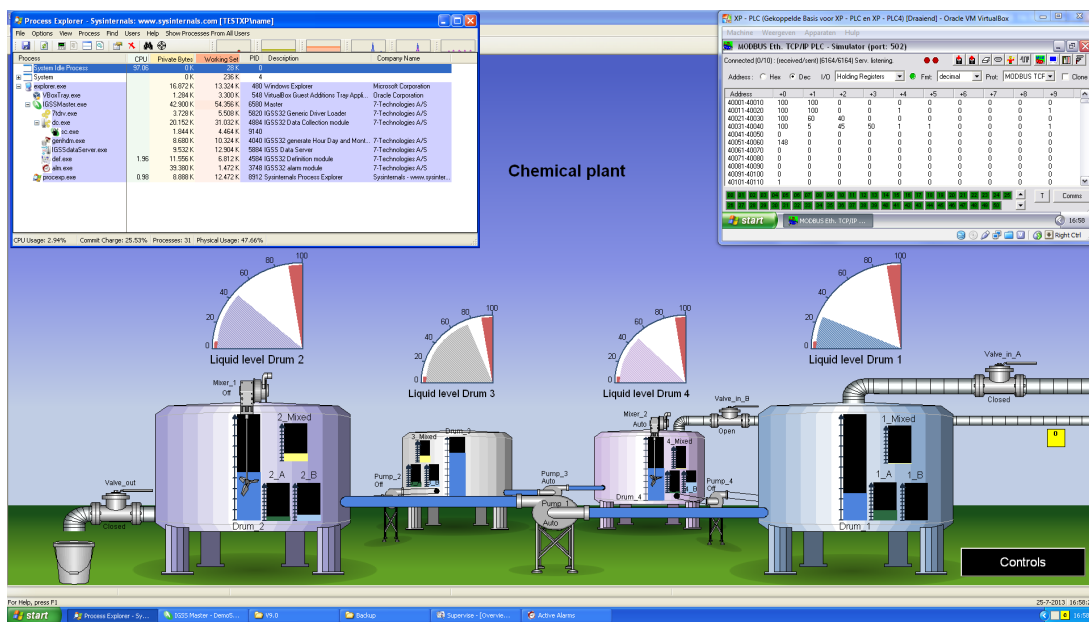 Process Explorer - Sysinternals: www.sysinternals.com [TESTXP\name]
File Options View Process Find Users Help Show Processes From All Users
Process CPU Private Bytes Working Set PID Description Company Name
System Idle Process 97.06 0 K 28 K 0
System 0 K 236 K 4
explorer.exe 16.872 K 13.324 K 480 Windows Explorer Microsoft Corporation
VBoxTray.exe 1.284 K 3.300 K 548 VirtualBox Guest Additions Tray Appli... Oracle Corporation
IGSSMaster.exe 42.900 K 54.356 K 6580 Master 7-Technologies A/S
7tdrv.exe 3.728 K 5.508 K 5820 IGSS32 Generic Driver Loader 7-Technologies A/S
dc.exe 20.152 K 31.032 K 4884 IGSS32 Data Collection module 7-Technologies A/S
sc.exe 1.844 K 4.464 K 9140
genhdm.exe 8.680 K 10.324 K 4040 IGSS32 generate Hour Day and Mont... 7-Technologies A/S
IGSSdataServer.exe 9.532 K 12.904 K 5884 IGSS Data Server 7-Technologies A/S
def.exe 1.96 11.556 K 6.812 K 4584 IGSS32 Definition module 7-Technologies A/S
alm.exe 39.380 K 1.472 K 3748 IGSS32 alarm module 7-Technologies A/S
procexp.exe 0.98 8.888 K 12.472 K 8912 Sysinternals Process Explorer Sysinternals - www.sysinter...
CPU Usage: 2.94% Commit Charge: 25.53% Processes: 31 Physical Usage: 47.66%
XP - PLC (Gekoppelde Basis voor XP - PLC en XP - PLC4) [Draaiend] - Oracle VM VirtualBox
Machine Weergeven Apparaten Hulp
MODBUS Eth. TCP/IP PLC - Simulator (port: 502)
Connected (0/10) : (received/sent) (6164/6164) Serv. listening.
Address : Hex Dec I/O Holding Registers Fmt: decimal Prot: MODBUS TCP Clone
Address +0 +1 +2 +3 +4 +5 +6 +7 +8 +9
40001-40010 100 100 0 0 0 0 0 0 0 0
40011-40020 100 100 0 1 0 0 0 0 0 1
40021-40030 100 60 40 0 0 0 0 0 0 0
40031-40040 100 5 45 50 1 1 0 0 0 1
40041-40050 0 0 0 0 0 0 0 0 0 0
40051-40060 148 0 0 0 0 0 0 0 0 0
40061-40070 0 0 0 0 0 0 0 0 0 0
40071-40080 0 0 0 0 0 0 0 0 0 0
40081-40090 0 0 0 0 0 0 0 0 0 0
40091-40100 0 0 0 0 0 0 0 0 0 0
40101-40110 1 0 0 0 0 0 0 0 0 0
T Comms
start MODBUS Eth. TCP/IP ... 16:58
Right Ctrl
Chemical plant
0 20 40 60 80 100
Liquid level Drum 2
0 20 40 60 80 100
Liquid level Drum 3
0 20 40 60 80 100
Liquid level Drum 4
0 20 40 60 80 100
Liquid level Drum 1
Valve_in_A
Closed
Mixer_1
Off
Mixer_2
Auto
Valve_in_B
Open
2_Mixed
2_A 2_B
Drum_2
3_Mixed
Drum_3
4_Mixed
4_B
Drum_4
1_Mixed
1_A 1_B
Drum_1
0
Pump_2
Off
Pump_3
Auto
Pump_4
Off
Pump
Auto
Valve_out
Closed
Controls
For Help, press F1
25-7-2013 16:58:
start Process Explorer - Sy... IGSS Master - DemoS... V9.0 Backup Supervise - [Overvie... Active Alarms 16:58